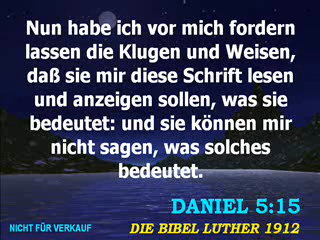 Nun habe ich vor mich fordern
lassen die Klugen und Weisen,
daß sie mir diese Schrift lesen
und anzeigen sollen, was sie
bedeutet: und sie können mir
nicht sagen, was solches
bedeutet.
DANIEL 5:15
NICHT FÜR VERKAUF
DIE BIBEL LUTHER 1912